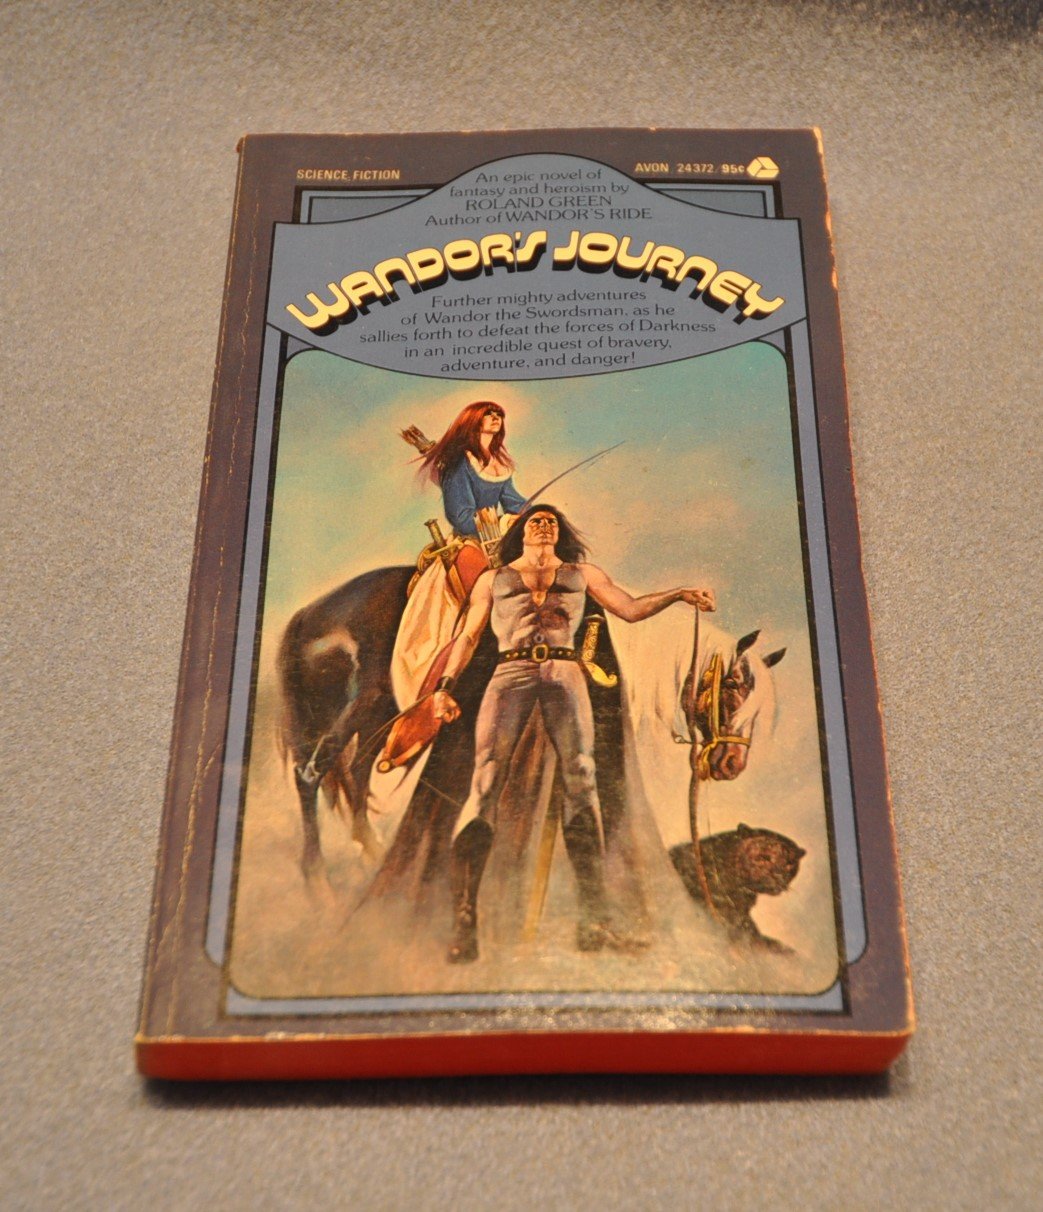 SCIENCE FICTION
AVON 24372 95¢
An epic novel of
fantasy and heroism by
ROLAND GREEN
Author of WANDOR'S RIDE
WANDOR'S JOURNEY
Further mighty adventures
of Wandor the Swordsman, as he
sallies forth to defeat the forces of Darkness
in an incredible quest of bravery,
adventure, and danger!